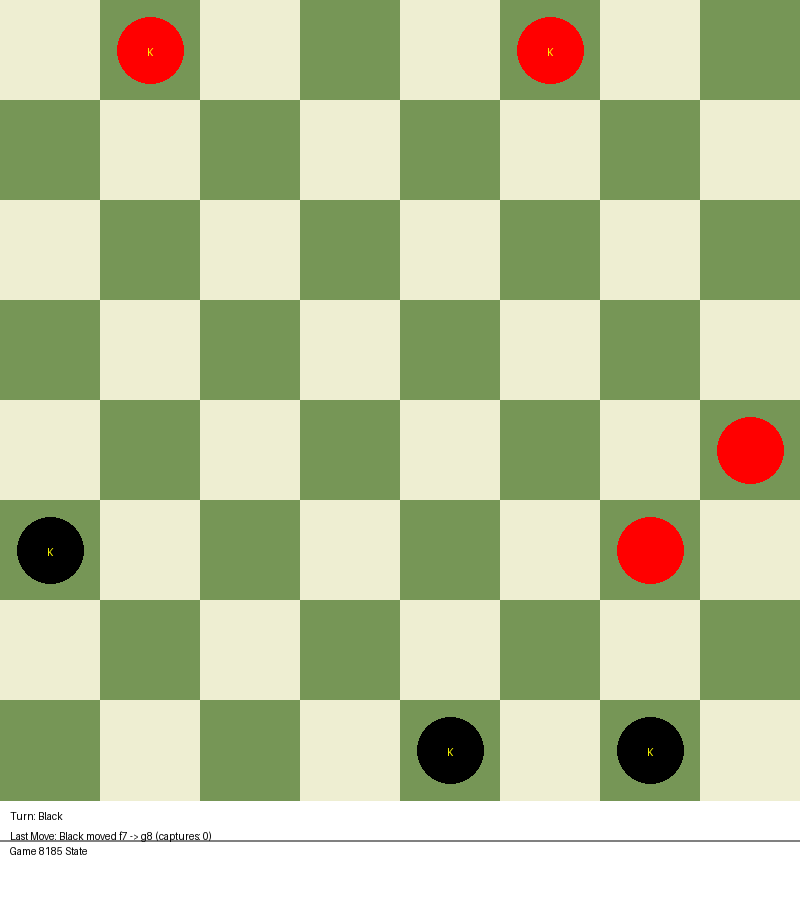 K K
K
K K
Turn: Black
Last Move: Black moved f7 -> g8 (captures: 0)
Game 8185 State